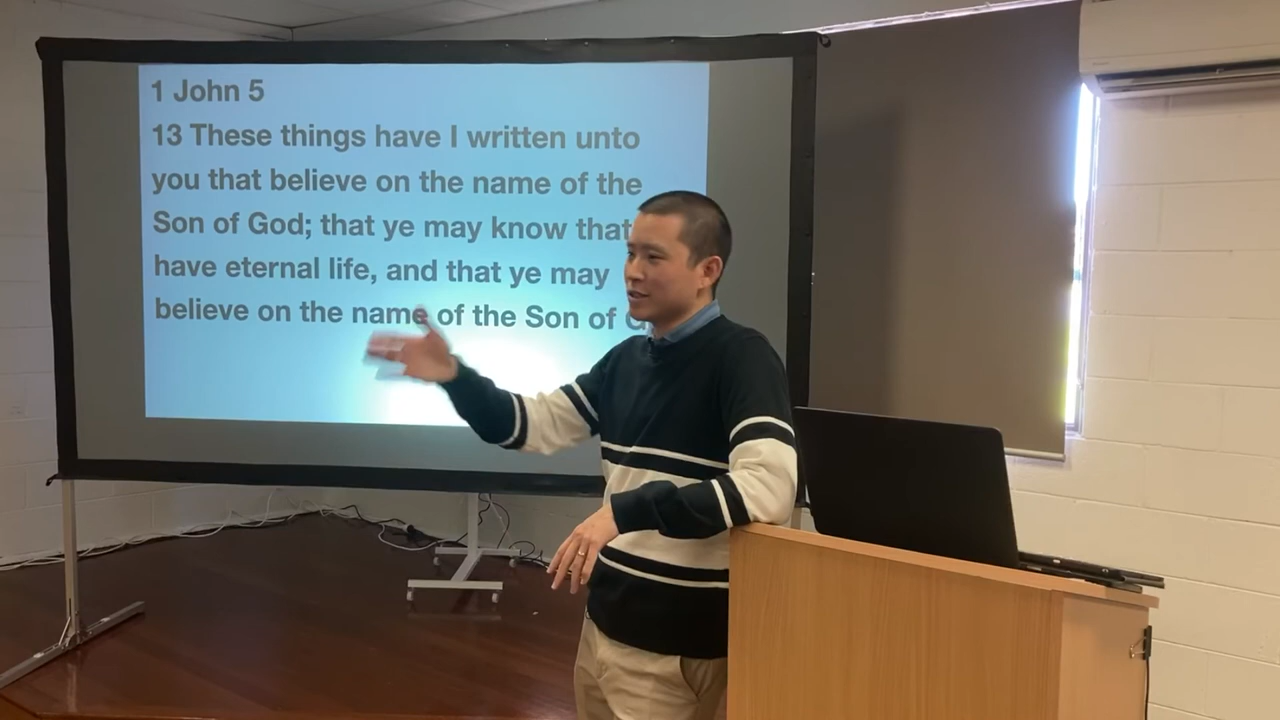 1 John 5
13 These things have I written unto
you that believe on the name of the
Son of God; that ye may know that
have eternal life, and that ye may
believe on the name of the Son of